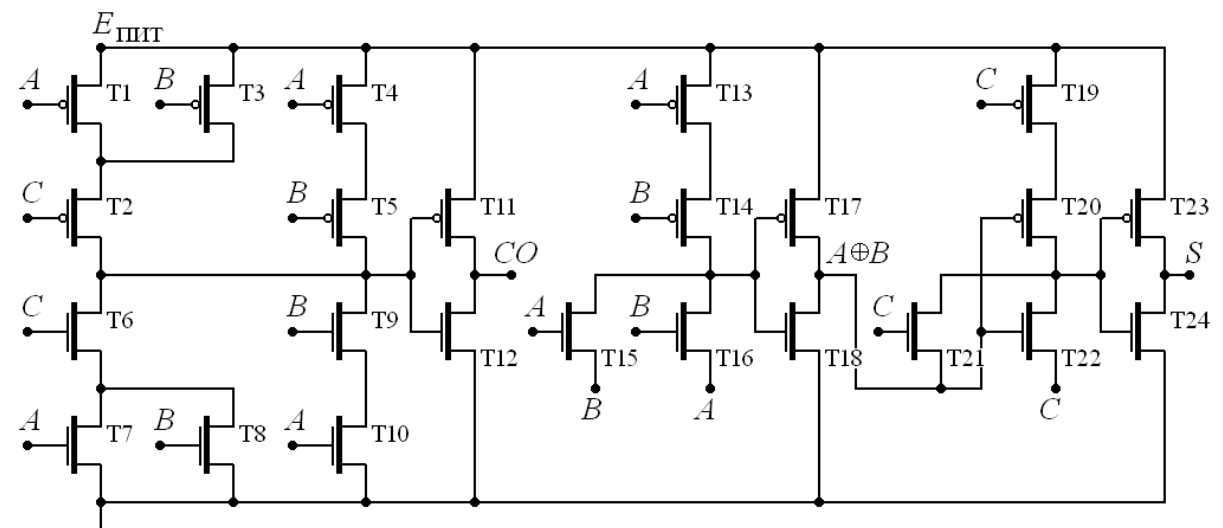 E ПИТ
A T1 B T3 A T4 A T13 C T19
C T2 B T5 T11 B T14 T17 T20 T23
CO A⊕B S
C T6 B T9 T12 A T15 B T16 T18 C T21 T22 T24
B A C
A T7 B T8 A T10